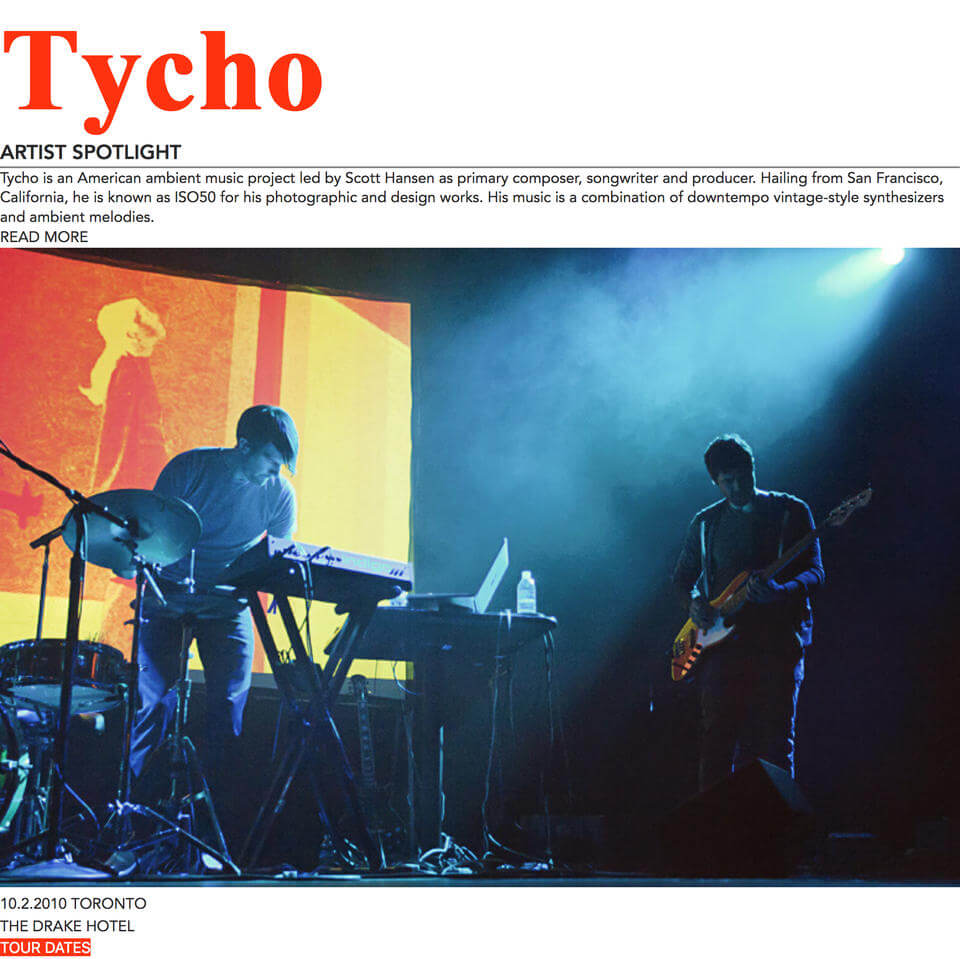 Tycho
ARTIST SPOTLIGHT
Tycho is an American ambient music project led by Scott Hansen as primary composer, songwriter and producer. Hailing from San Francisco,
California, he is known as ISO50 for his photographic and design works. His music is a combination of downtempo vintage-style synthesizers
and ambient melodies.
READ MORE
10.2.2010 TORONTO
THE DRAKE HOTEL
TOUR DATES